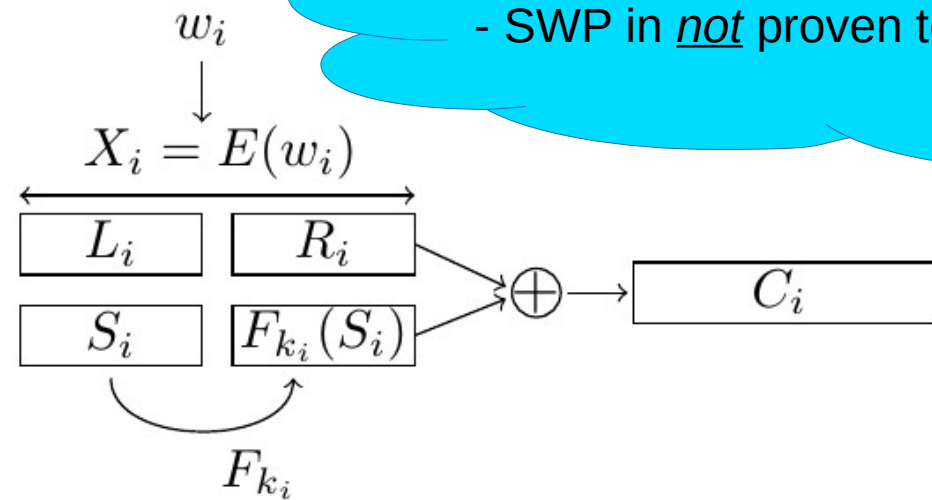 - SWP in not proven t
w_i
X_i = E(w_i)
L_i R_i
S_i F_{k_i}(S_i)
⊕ C_i
F_{k_i}